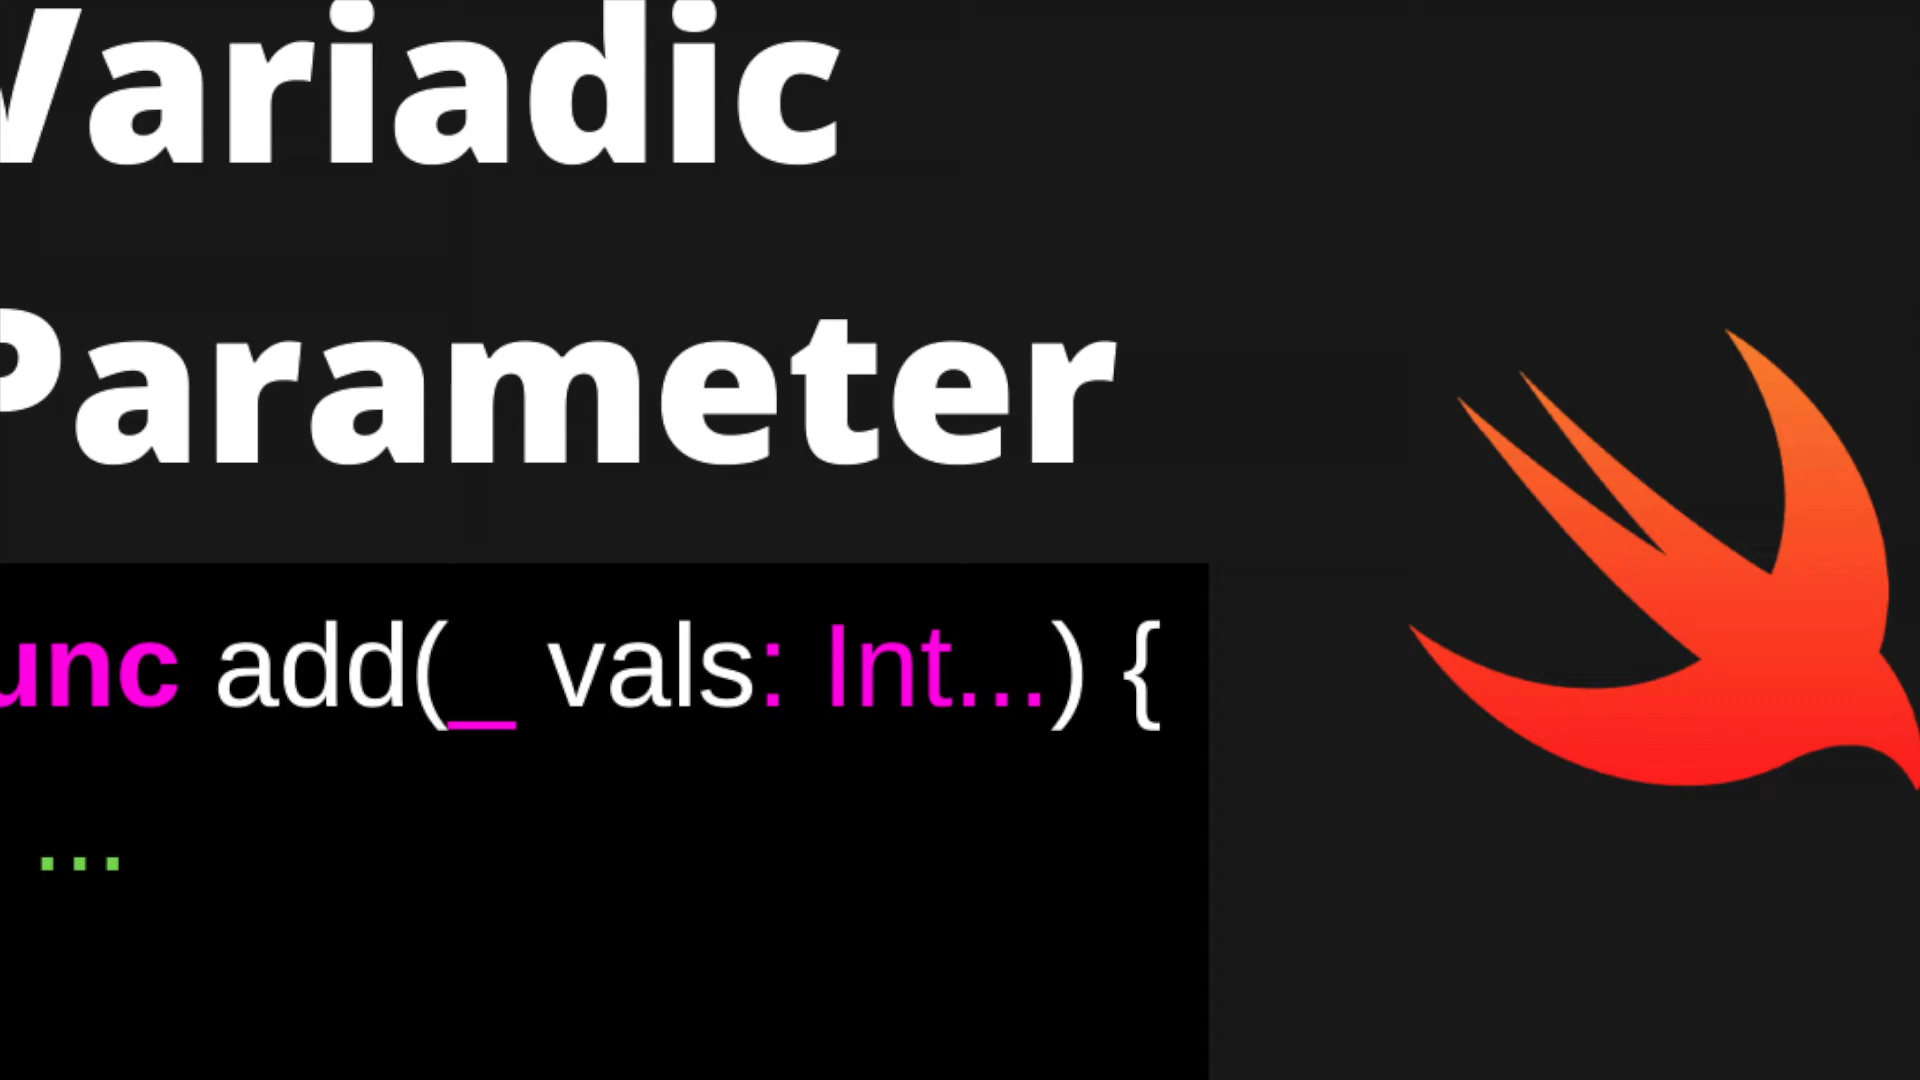 Variadic
Parameter
unc add(_ vals: Int...) {
...